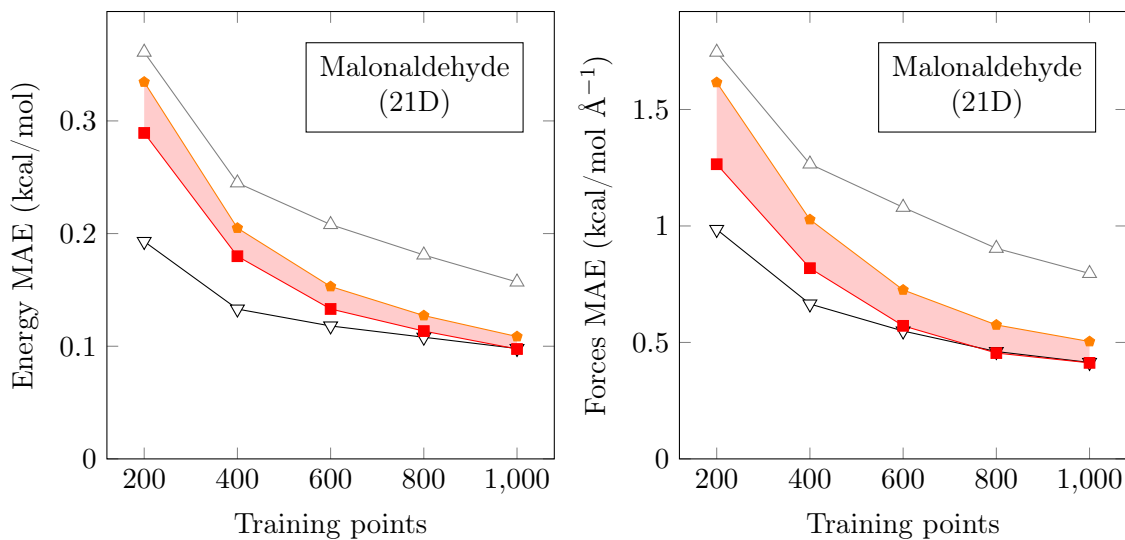 Malonaldehyde
(21D)
Energy MAE (kcal/mol)
0.3
0.2
0.1
0
200 400 600 800 1,000
Training points
Malonaldehyde
(21D)
Forces MAE (kcal/mol Å⁻¹)
1.5
1
0.5
0
200 400 600 800 1,000
Training points